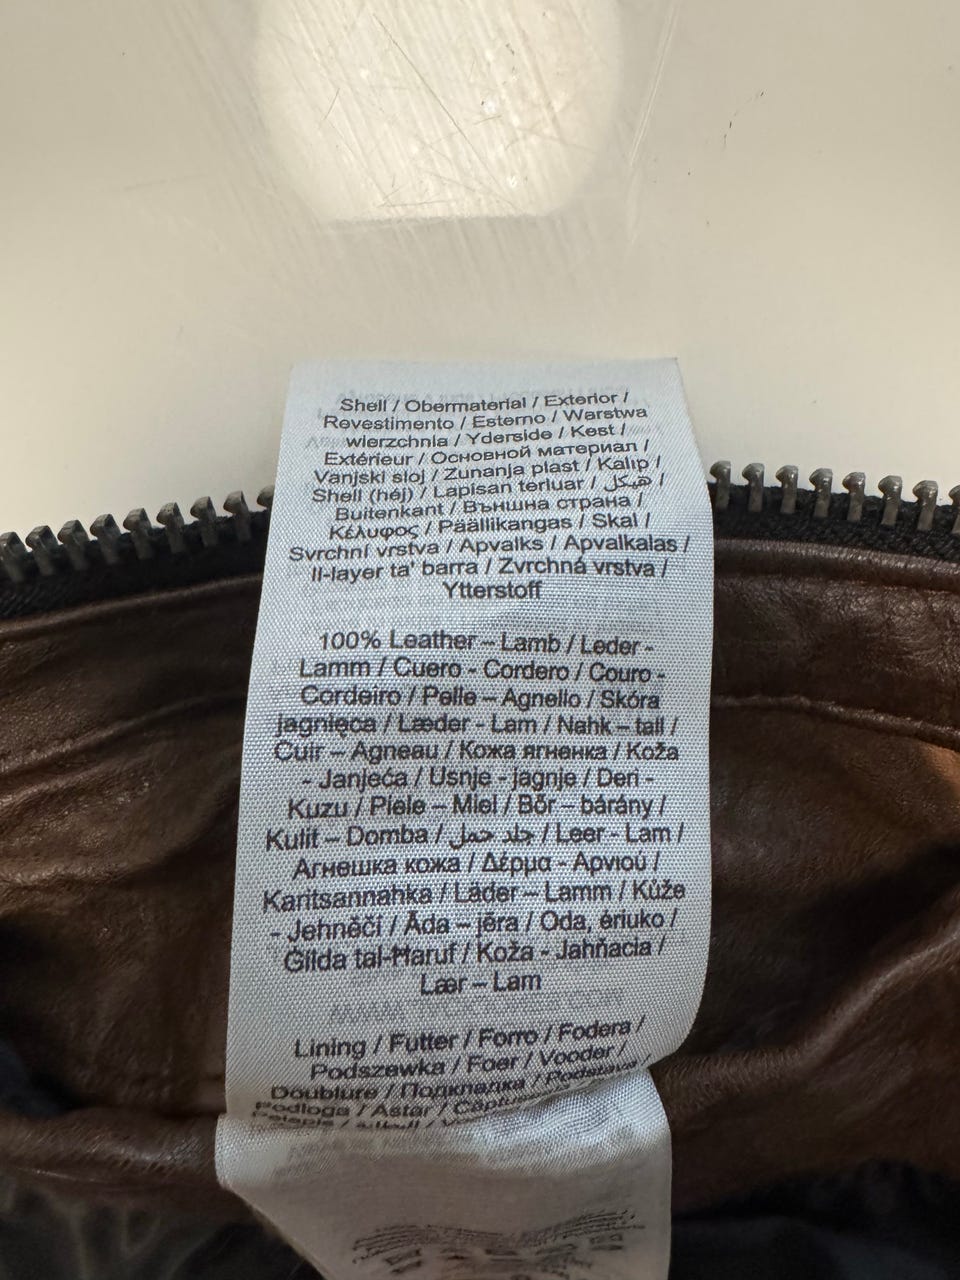 Shell / Obermaterial / Exterior /
Revestimento / Esterno / Warstwa
wierzchnia / Yderside / Kest /
Extérieur / Основной материал /
Vanjski sloj / Zunanja plast / Kalıp /
Shell (héj) / Lapisan terluar / هيكل /
Buitenkant / Външна страна /
Κέλυφος / Päällikangas / Skal /
Svrchní vrstva / Apvalks / Apvalkalas /
Il-layer ta' barra / Zvrchná vrstva /
Ytterstoff
100% Leather – Lamb / Leder -
Lamm / Cuero - Cordero / Couro -
Cordeiro / Pelle – Agnello / Skóra
jagnięca / Læder - Lam / Nahk – tall /
Cuir – Agneau / Кожа ягненка / Koža
- Janjeća / Usnje - jagnje / Deri -
Kuzu / Piele – Miel / Bőr – bárány /
Kulit – Domba / جلد حمل / Leer - Lam /
Агнешка кожа / Δέρμα - Αρνιού /
Karitsannahka / Läder – Lamm / Kůže
- Jehněčí / Āda – jēra / Oda, ėriuko /
Ġilda tal-Ħaruf / Koža - Jahňacia /
Lær – Lam
Lining / Futter / Forro / Fodera /
Podszewka / Foer / Vooder /
Doublure / Подкладка / Podstava /
Podloga / Astar /